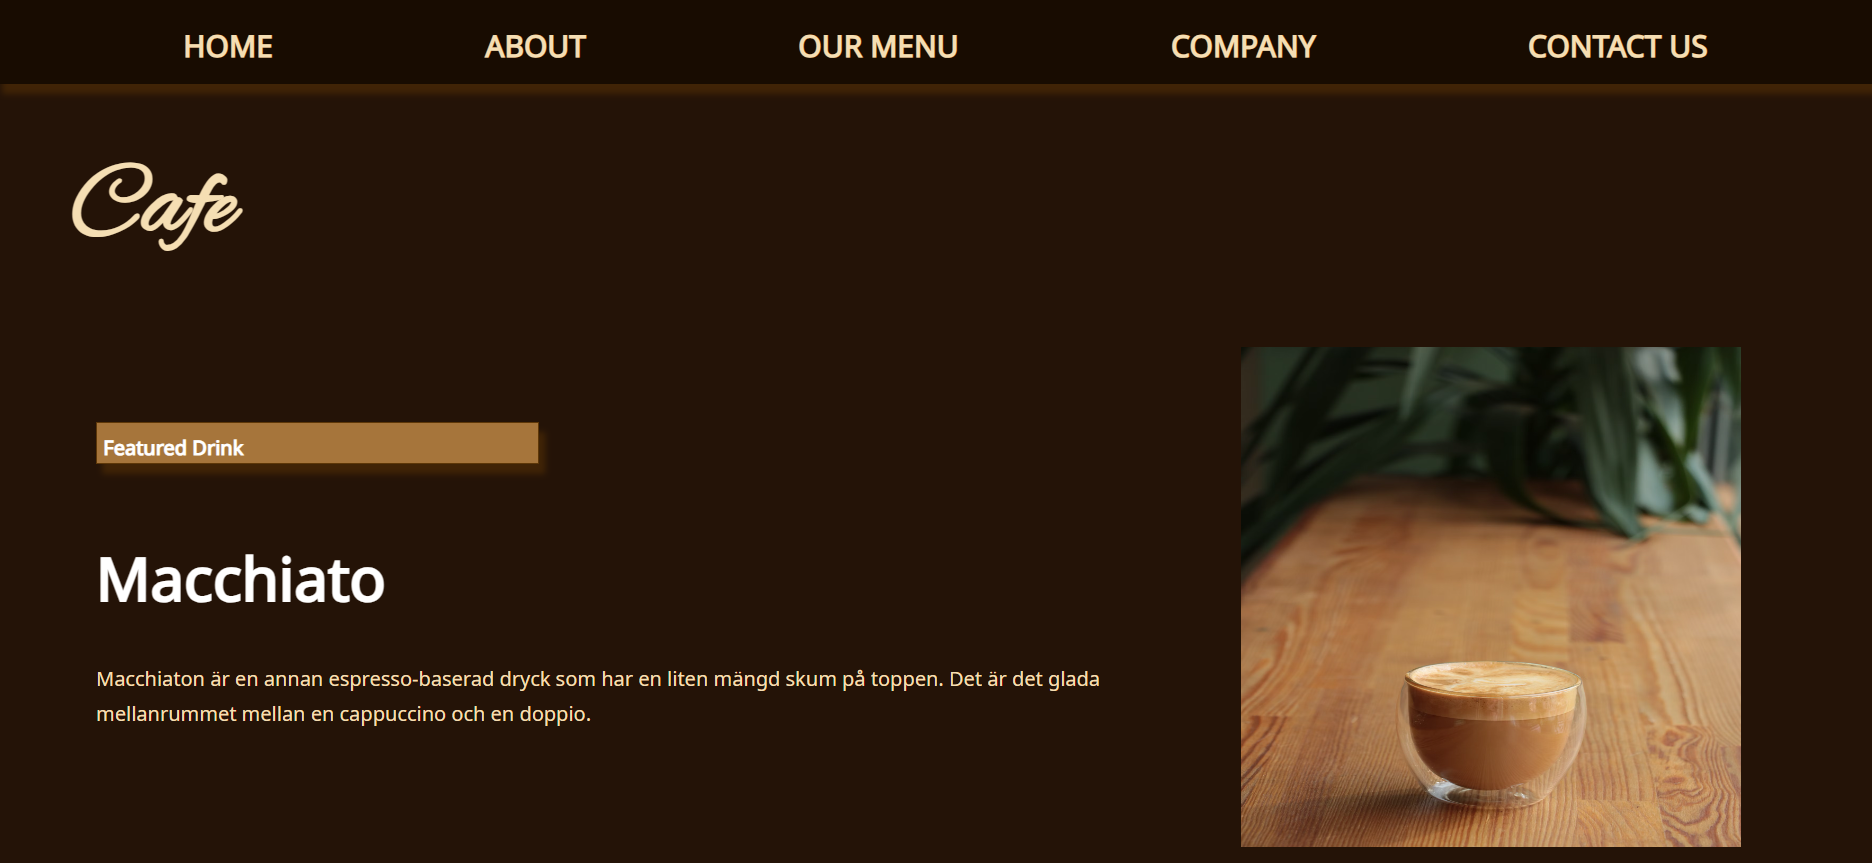 HOME ABOUT OUR MENU COMPANY CONTACT US
Cafe
Featured Drink
Macchiato
Macchiaton är en annan espresso-baserad dryck som har en liten mängd skum på toppen. Det är det glada
mellanrummet mellan en cappuccino och en doppio.